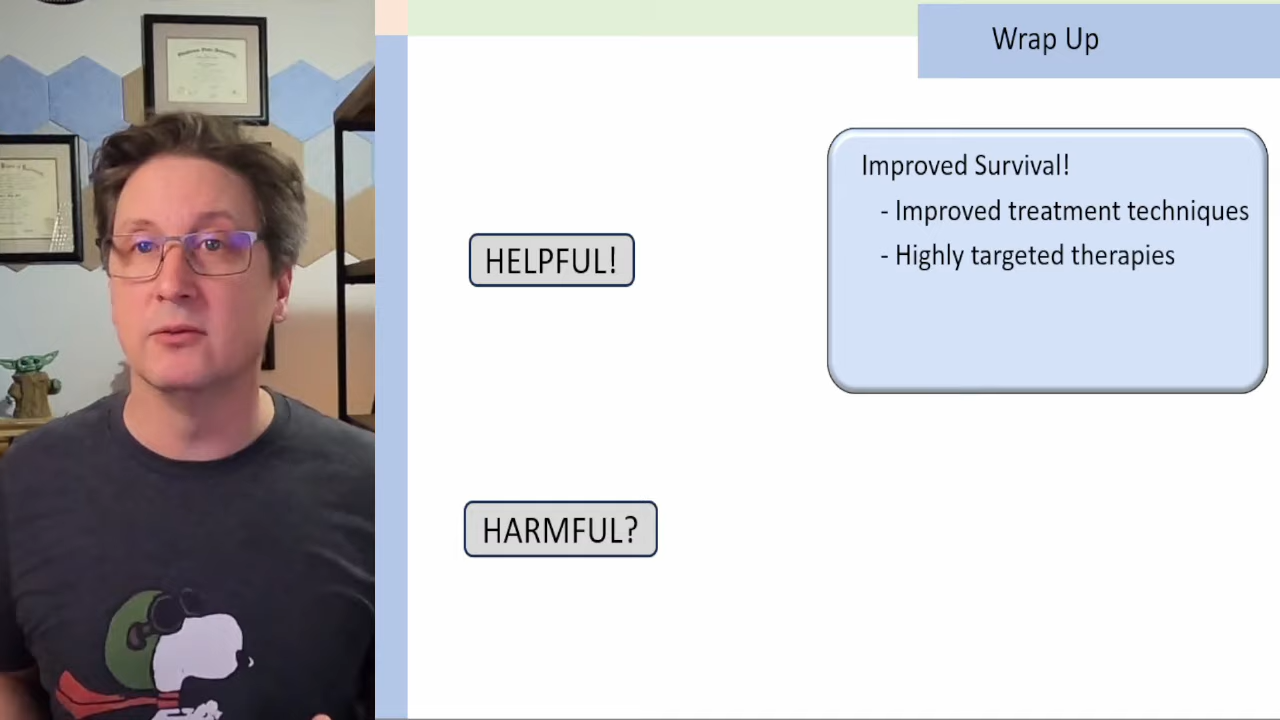 Wrap Up
Improved Survival!
- Improved treatment techniques
- Highly targeted therapies
HELPFUL!
HARMFUL?